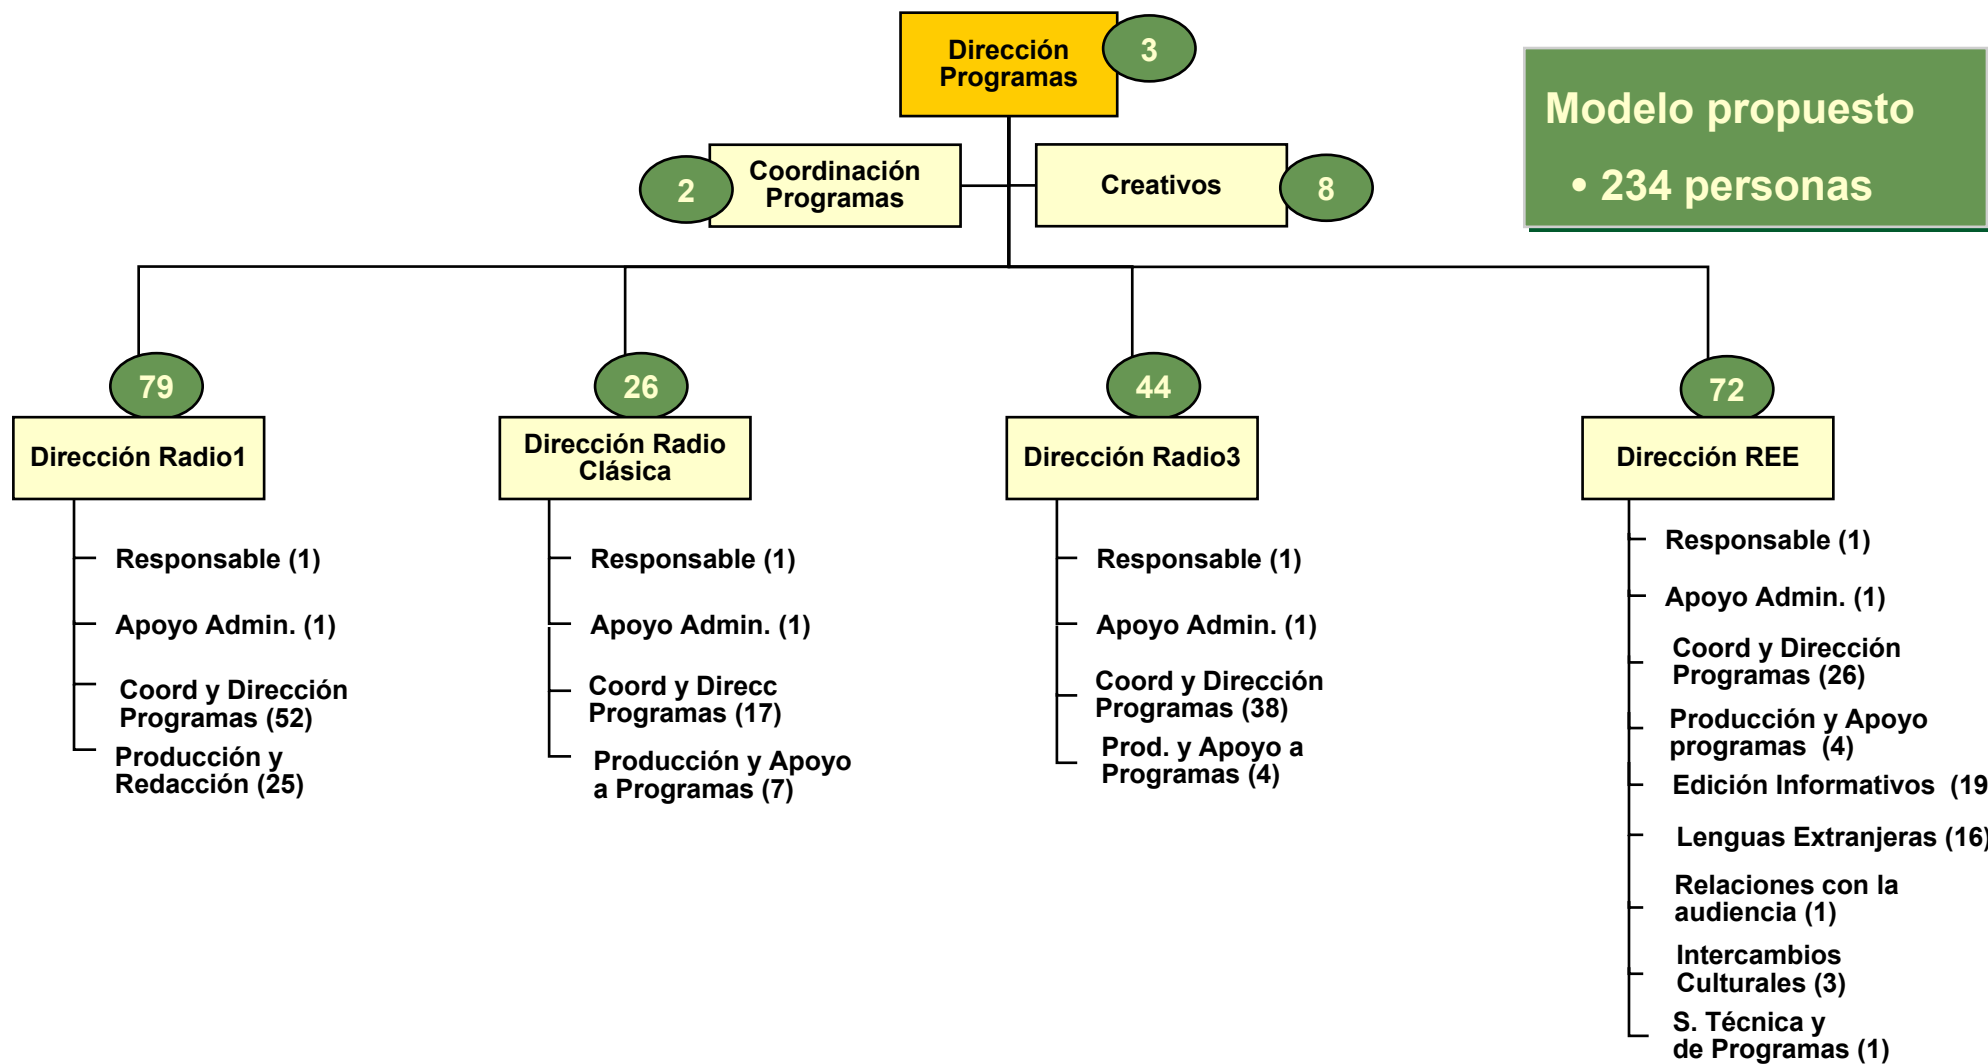 Dirección
Programas
3
Modelo propuesto
• 234 personas
2
Coordinación
Programas
Creativos
8
79
26
44
72
Dirección Radio1
Responsable (1)
Apoyo Admin. (1)
Coord y Dirección
Programas (52)
Producción y
Redacción (25)
Dirección Radio
Clásica
Responsable (1)
Apoyo Admin. (1)
Coord y Direcc
Programas (17)
Producción y Apoyo
a Programas (7)
Dirección Radio3
Responsable (1)
Apoyo Admin. (1)
Coord y Dirección
Programas (38)
Prod. y Apoyo a
Programas (4)
Dirección REE
Responsable (1)
Apoyo Admin. (1)
Coord y Dirección
Programas (26)
Producción y Apoyo
programas (4)
Edición Informativos (19
Lenguas Extranjeras (16)
Relaciones con la
audiencia (1)
Intercambios
Culturales (3)
S. Técnica y
de Programas (1)